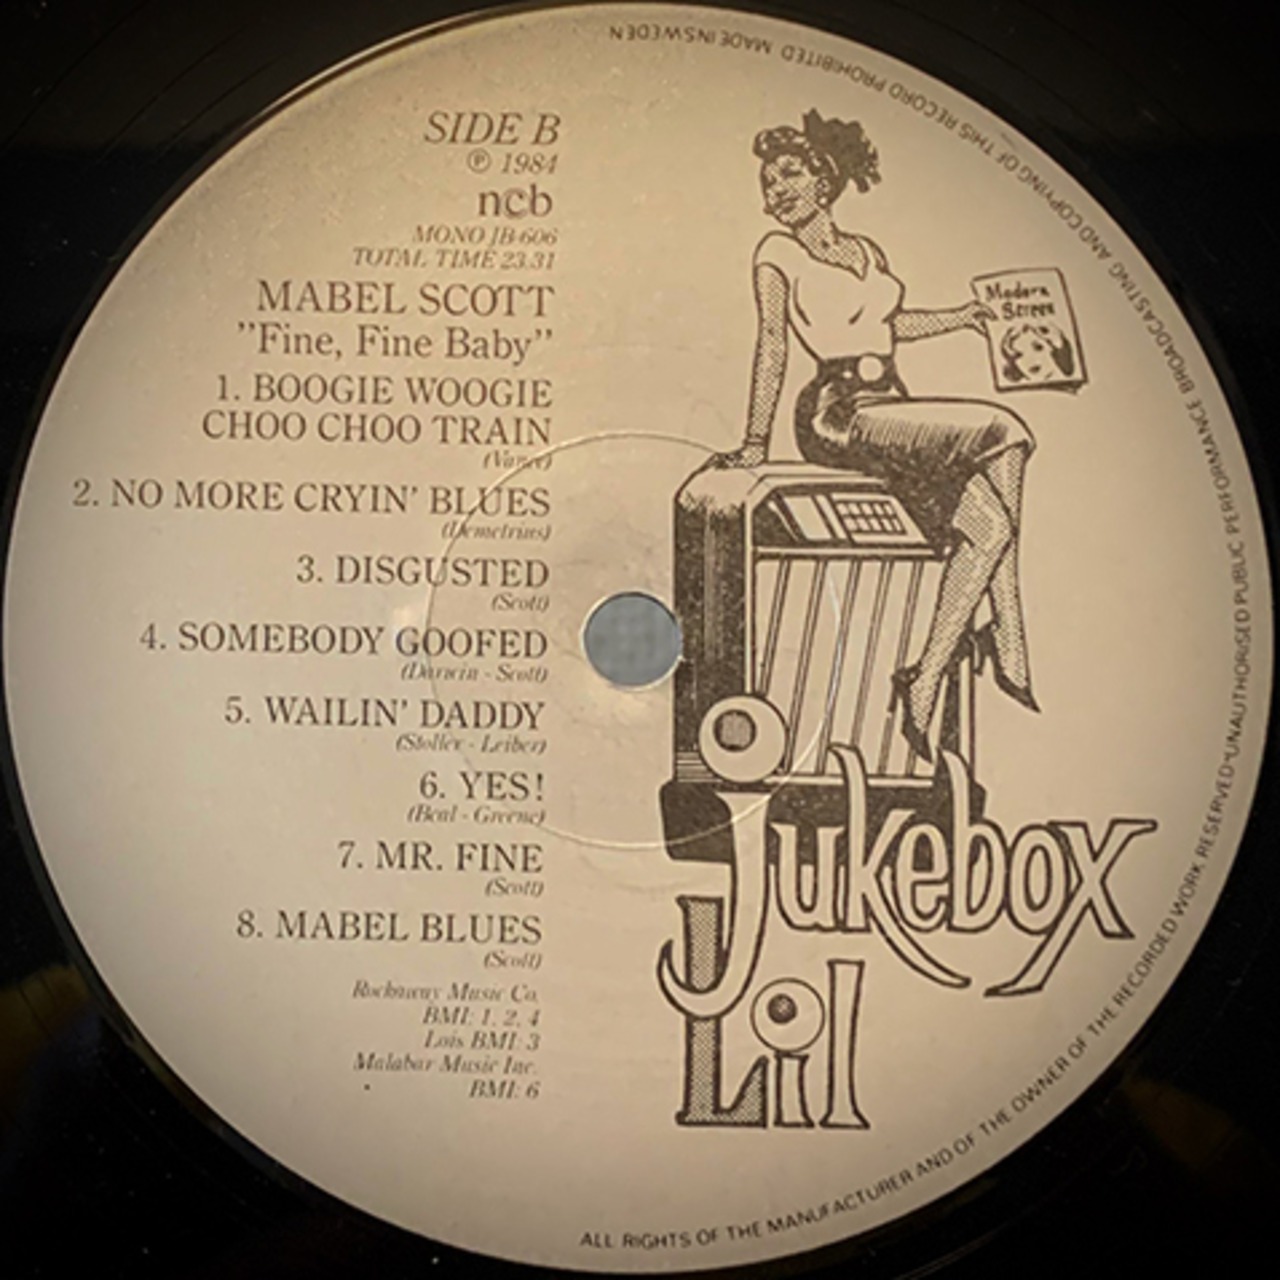 SIDE B
Ⓟ 1984
ncb
MONO JB-606
TOTAL TIME 23.31
MABEL SCOTT
"Fine, Fine Baby"
1. BOOGIE WOOGIE
CHOO CHOO TRAIN
(Vance)
2. NO MORE CRYIN' BLUES
(Demetrius)
3. DISGUSTED
(Scott)
4. SOMEBODY GOOFED
(Darwin - Scott)
5. WAILIN' DADDY
(Stoller - Leiber)
6. YES!
(Beal - Greene)
7. MR. FINE
(Scott)
8. MABEL BLUES
(Scott)
Rockaway Music Co.
BMI: 1, 2, 4
Lois BMI: 3
Malabar Music Inc.
BMI: 6
Modern
Screen
Jukebox
Lil
ALL RIGHTS OF THE MANUFACTURER AND OF THE OWNER OF THE RECORDED WORK RESERVED-UNAUTHORISED PUBLIC PERFORMANCE BROADCASTING AND COPYING OF THIS RECORD PROHIBITED MADE IN SWEDEN